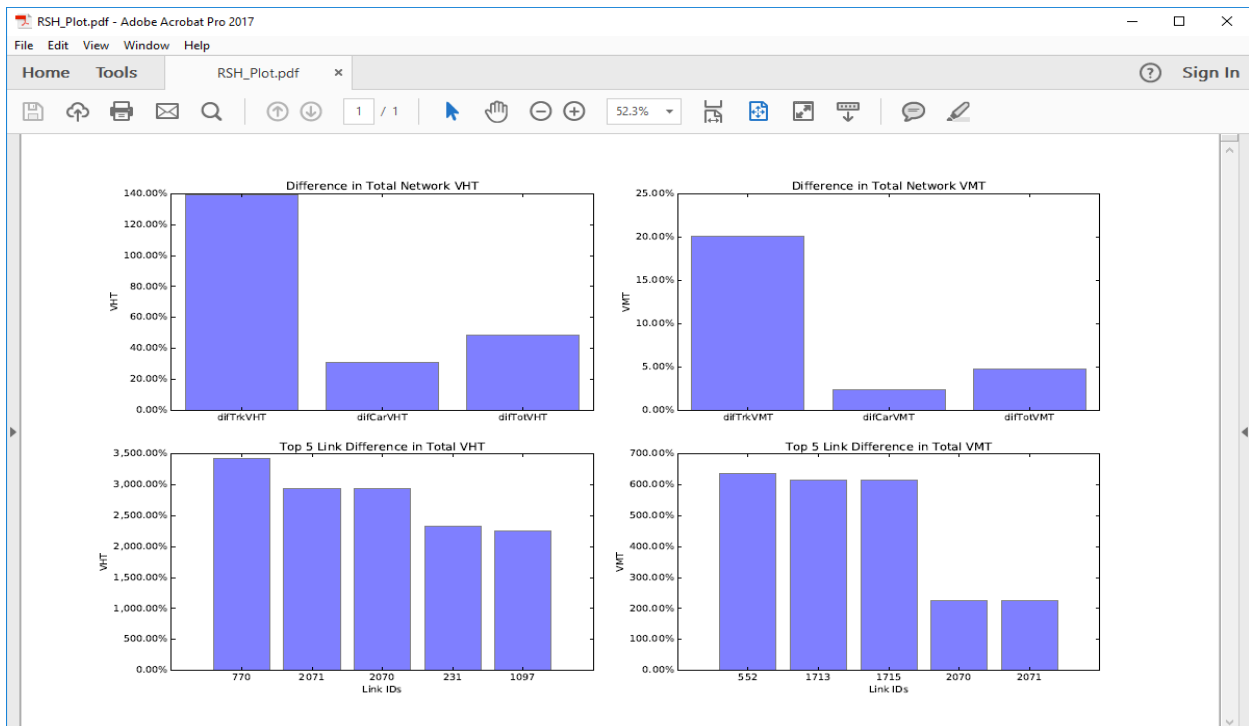 RSH_Plot.pdf - Adobe Acrobat Pro 2017
File Edit View Window Help
Home Tools RSH_Plot.pdf × ? Sign In
1 / 1 52.3%
Difference in Total Network VHT
140.00%
120.00%
100.00%
80.00%
60.00%
40.00%
20.00%
0.00%
VHT
difTrkVHT difCarVHT difTotVHT
Difference in Total Network VMT
25.00%
20.00%
15.00%
10.00%
5.00%
0.00%
VMT
difTrkVMT difCarVMT difTotVMT
Top 5 Link Difference in Total VHT
3,500.00%
3,000.00%
2,500.00%
2,000.00%
1,500.00%
1,000.00%
500.00%
0.00%
VHT
770 2071 2070 231 1097
Link IDs
Top 5 Link Difference in Total VMT
700.00%
600.00%
500.00%
400.00%
300.00%
200.00%
100.00%
0.00%
VMT
552 1713 1715 2070 2071
Link IDs